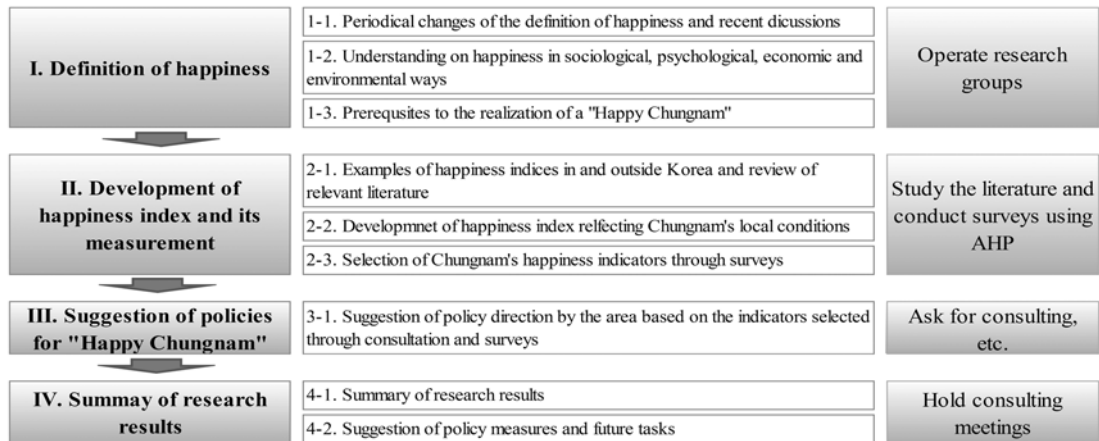 I. Definition of happiness
1-1. Periodical changes of the definition of happiness and recent dicussions
1-2. Understanding on happiness in sociological, psychological, economic and
environmental ways
1-3. Prerequsites to the realization of a "Happy Chungnam"
Operate research
groups
II. Development of
happiness index and its
measurement
2-1. Examples of happiness indices in and outside Korea and review of
relevant literature
2-2. Developmnet of happiness index relfecting Chungnam's local conditions
2-3. Selection of Chungnam's happiness indicators through surveys
Study the literature and
conduct surveys using
AHP
III. Suggestion of policies
for "Happy Chungnam"
3-1. Suggestion of policy direction by the area based on the indicators selected
through consultation and surveys
Ask for consulting,
etc.
IV. Summay of research
results
4-1. Summary of research results
4-2. Suggestion of policy measures and future tasks
Hold consulting
meetings